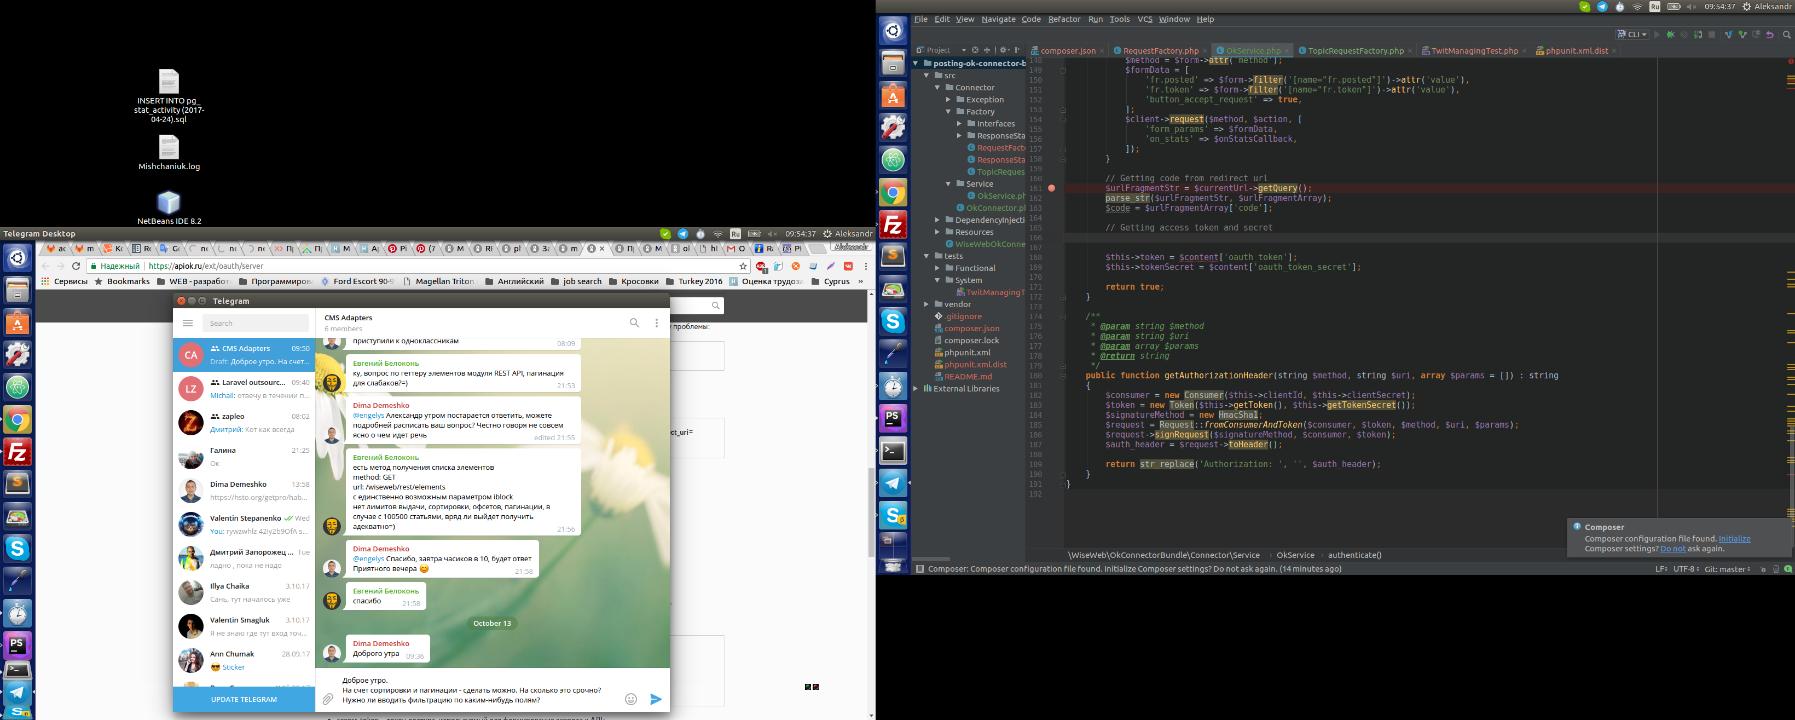 INSERT INTO pg_
stat_activity (2017-
04-24).sql
Mishchaniuk.log
NetBeans IDE 8.2
Telegram Desktop
Ru
09:54:37
Aleksandr
Надежный
https://apiok.ru/ext/oauth/server
Сервисы
Bookmarks
WEB - разработ
Программиров
Ford Escort 90-9
Magellan Triton
Английский
job search
Кросовки
Turkey 2016
Оценка трудоз
Cyprus
»
у проблемы:
ct_uri=
Telegram
Search
CA
CMS Adapters
09:50
Draft: Доброе утро. На счет...
LZ
Laravel outsourc...
09:40
Michail: отвечу в течении п...
zapleo
08:02
Дмитрий: Кот как всегда
Галина
21:25
Ок
Dima Demeshko
13:58
https://hsto.org/getpro/hab...
Valentin Stepanenko
Wed
Дмитрий Запорожец ...
Tue
ладно , пока не надо
Illya Chaika
3.10.17
Сань, тут началось уже
Valentin Smagluk
3.10.17
Я не знаю где тут вход точ...
Ann Chumak
28.09.17
Sticker
UPDATE TELEGRAM
CMS Adapters
6 members
приступили к одноклассникам
08:09
Евгений Белоконь
ку, вопрос по геттеру элементов модуля REST API, пагинация
для слабаков?=)
21:53
Dima Demeshko
@engelys Александр утром постарается ответить, можете
подробней расписать ваш вопрос? Честно говоря не совсем
ясно о чем идет речь
edited 21:55
Евгений Белоконь
есть метод получения списка элементов
method: GET
url: /wiseweb/rest/elements
с единственно возможным параметром iblock
нет лимитов выдачи, сортировки, офсетов, пагинации, в
случае с 100500 статьями, вряд ли выйдет получить
адекватно=)
21:56
Dima Demeshko
@engelys Спасибо, завтра часиков в 10, будет ответ
Приятного вечера
21:58
Евгений Белоконь
спасибо
21:58
October 13
Dima Demeshko
Доброго утра
09:36
Доброе утро.
На счет сортировки и пагинации - сделать можно. На сколько это срочно?
Нужно ли вводить фильтрацию по каким-нибудь полям?
Ru
09:54:37
Aleksandr
File Edit View Navigate Code Refactor Run Tools VCS Window Help
CLI
Project
composer.json
RequestFactory.php
OkService.php
TopicRequestFactory.php
TwitManagingTest.php
phpunit.xml.dist
posting-ok-connector-b
src
Connector
Exception
Factory
Interfaces
ResponseSta
RequestFact
ResponseSta
TopicReques
Service
OkService.ph
OkConnector.pl
DependencyInjecti
Resources
WiseWebOkConne
tests
Functional
System
TwitManagingT
vendor
.gitignore
composer.json
composer.lock
phpunit.xml
phpunit.xml.dist
README.md
External Libraries
148 $method = $form->attr('method');
149 $formData = [
150 'fr.posted' => $form->filter('[name="fr.posted"]')->attr('value'),
151 'fr.token' => $form->filter('[name="fr.token"]')->attr('value'),
152 'button_accept_request' => true,
153 ];
154 $client->request($method, $action, [
155 'form_params' => $formData,
156 'on_stats' => $onStatsCallback,
157 ]);
158 }
159
160 // Getting code from redirect url
161 $urlFragmentStr = $currentUrl->getQuery();
162 parse_str($urlFragmentStr, $urlFragmentArray);
163 $code = $urlFragmentArray['code'];
164
165 // Getting access token and secret
166
167
168 $this->token = $content['oauth_token'];
169 $this->tokenSecret = $content['oauth_token_secret'];
170
171 return true;
172 }
173
174 /**
175 * @param string $method
176 * @param string $uri
177 * @param array $params
178 * @return string
179 */
180 public function getAuthorizationHeader(string $method, string $uri, array $params = []) : string
181 {
182 $consumer = new Consumer($this->clientId, $this->clientSecret);
183 $token = new Token($this->getToken(), $this->getTokenSecret());
184 $signatureMethod = new HmacSha1;
185 $request = Request::fromConsumerAndToken($consumer, $token, $method, $uri, $params);
186 $request->signRequest($signatureMethod, $consumer, $token);
187 $auth_header = $request->toHeader();
188
189 return str_replace('Authorization: ', '', $auth_header);
190 }
191 }
192
Composer
Composer configuration file found. Initialize
Composer settings? Do not ask again.
\WiseWeb\OkConnectorBundle\Connector\Service
OkService
authenticate()
Composer: Composer configuration file found. Initialize Composer settings? Do not ask again. (14 minutes ago)
LF÷ UTF-8÷ Git: master÷